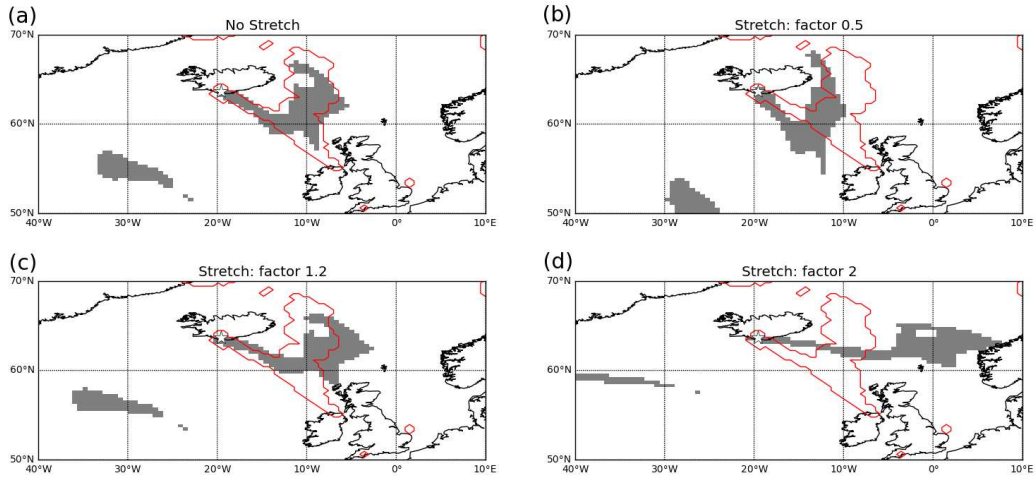 (a)
No Stretch
70°N
60°N
50°N
40°W 30°W 20°W 10°W 0° 10°E
(b)
Stretch: factor 0.5
70°N
60°N
50°N
40°W 30°W 20°W 10°W 0° 10°E
(c)
Stretch: factor 1.2
70°N
60°N
50°N
40°W 30°W 20°W 10°W 0° 10°E
(d)
Stretch: factor 2
70°N
60°N
50°N
40°W 30°W 20°W 10°W 0° 10°E